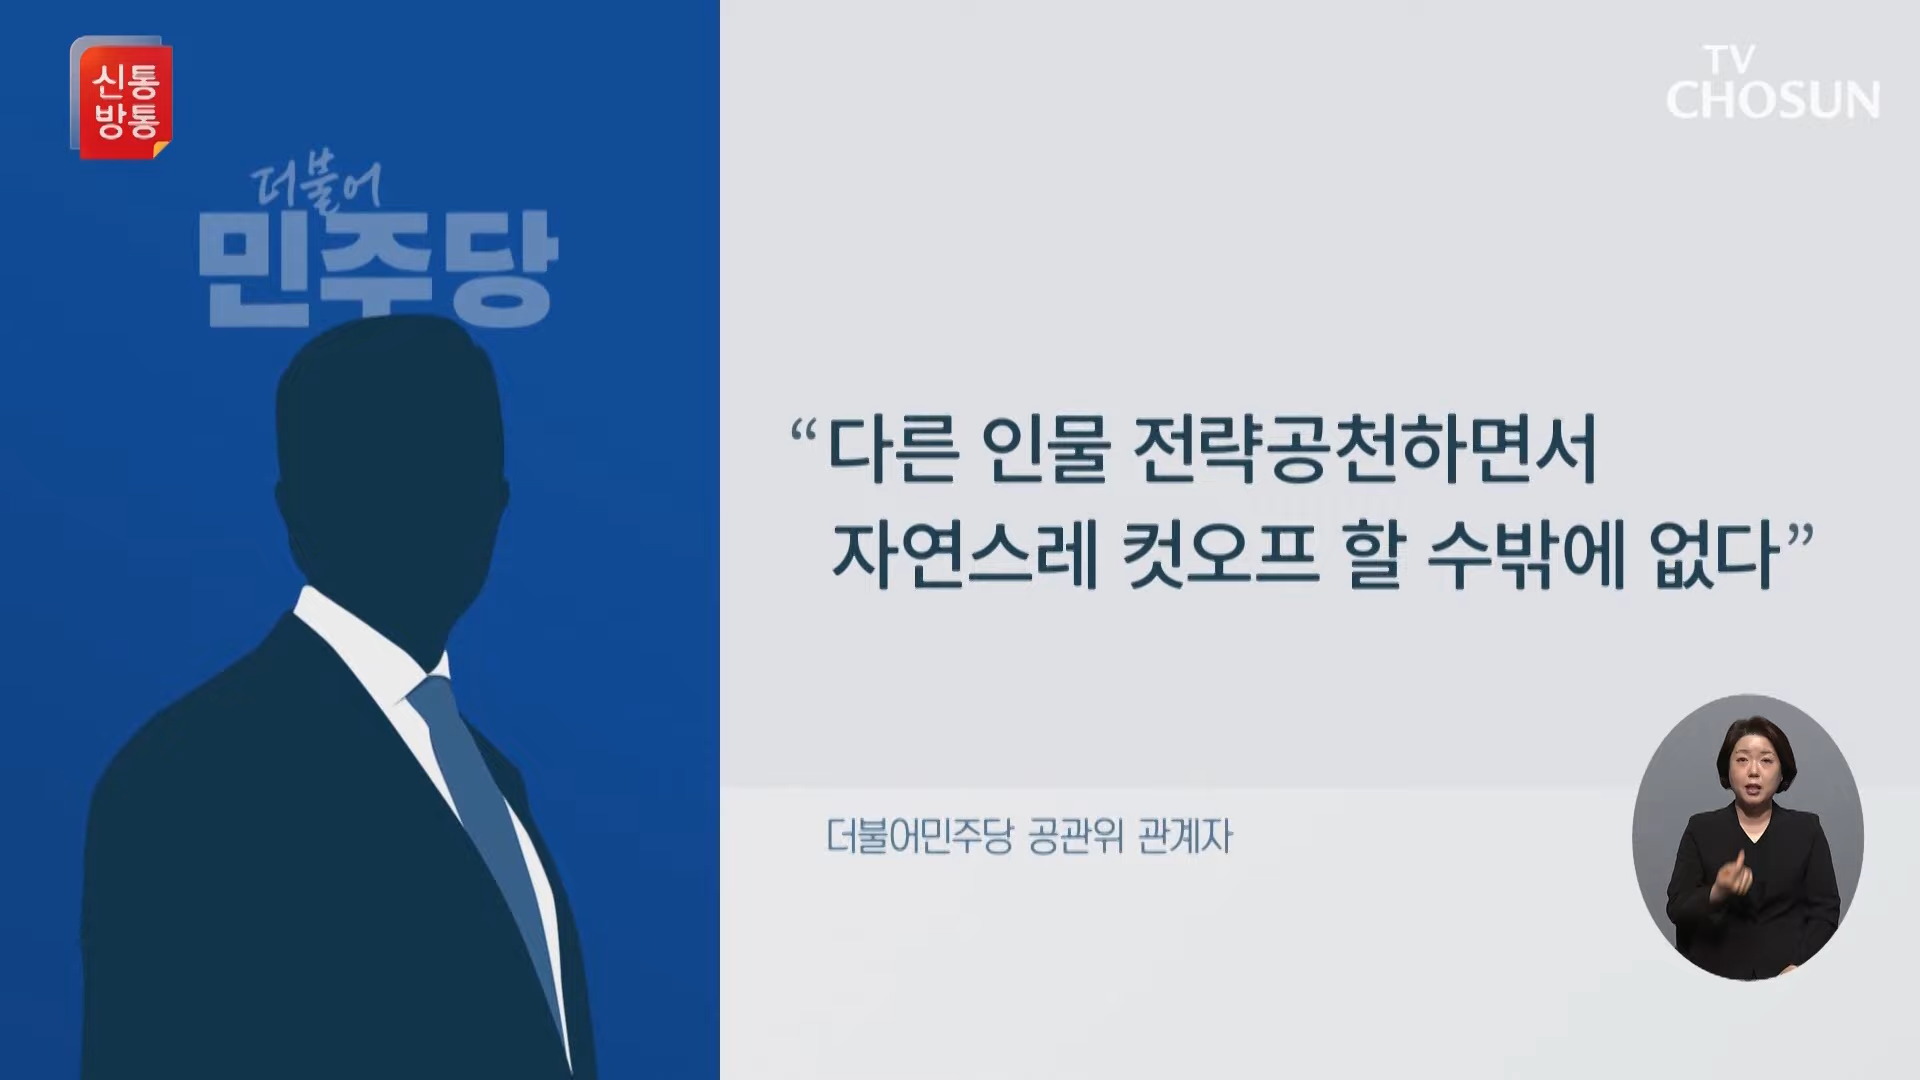 신통
방통
TV
CHOSUN
더불어
민주당
“다른 인물 전략공천하면서
자연스레 컷오프 할 수밖에 없다”
더불어민주당 공관위 관계자